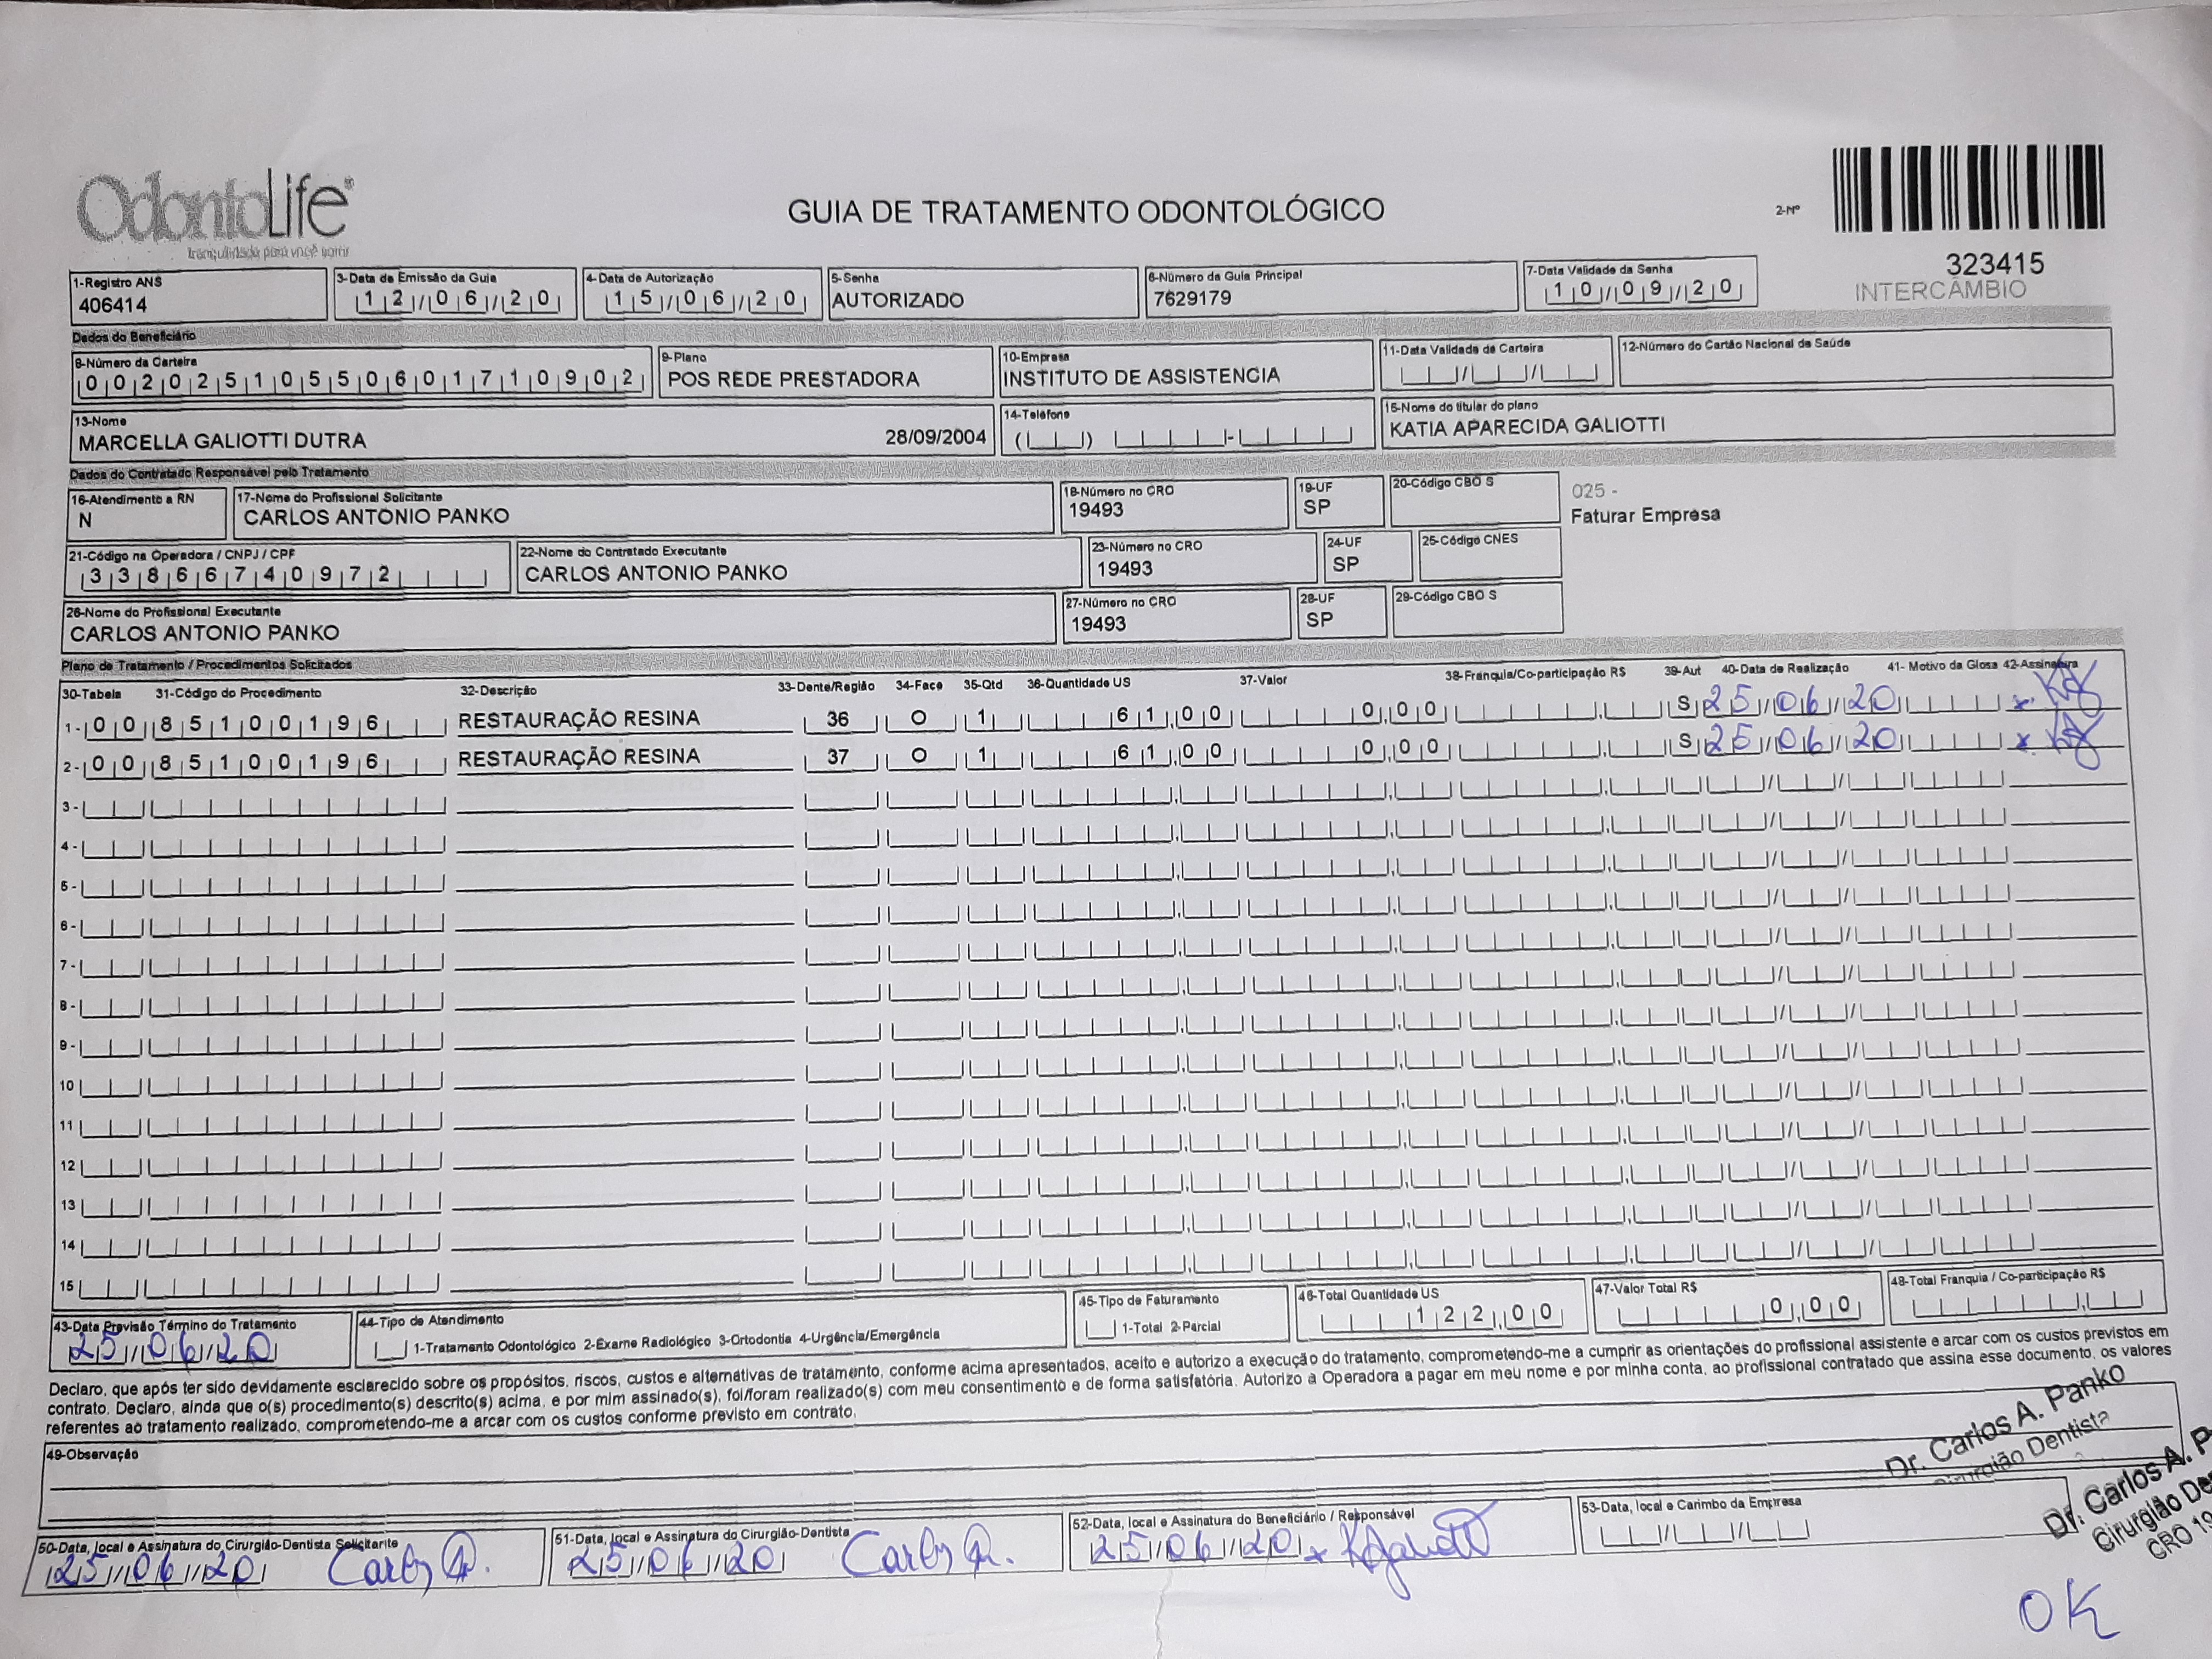 OdontoLife®
tranquilidade para você sorrir
GUIA DE TRATAMENTO ODONTOLÓGICO
2-Nº
323415
INTERCAMBIO
1-Registro ANS
406414
3-Data de Emissão da Guia
12/06/20
4-Data de Autorização
15/06/20
5-Senha
AUTORIZADO
6-Número da Guia Principal
7629179
7-Data Validade da Senha
10/09/20
Dados do Beneficiário
8-Número da Carteira
00202510550601710902
9-Plano
POS REDE PRESTADORA
10-Empresa
INSTITUTO DE ASSISTENCIA
11-Data Validade da Carteira
12-Número do Cartão Nacional de Saúde
13-Nome
MARCELLA GALIOTTI DUTRA 28/09/2004
14-Telefone
15-Nome do titular do plano
KATIA APARECIDA GALIOTTI
Dados do Contratado Responsável pelo Tratamento
16-Atendimento a RN
N
17-Nome do Profissional Solicitante
CARLOS ANTONIO PANKO
18-Número no CRO
19493
19-UF
SP
20-Código CBO S
025 -
Faturar Empresa
21-Código na Operadora / CNPJ / CPF
33866740972
22-Nome do Contratado Executante
CARLOS ANTONIO PANKO
23-Número no CRO
19493
24-UF
SP
25-Código CNES
26-Nome do Profissional Executante
CARLOS ANTONIO PANKO
27-Número no CRO
19493
28-UF
SP
29-Código CBO S
Plano de Tratamento / Procedimentos Solicitados
30-Tabela 31-Código do Procedimento 32-Descrição 33-Dente/Região 34-Face 35-Qtd 36-Quantidade US 37-Valor 38-Franquia/Co-participação R$ 39-Aut 40-Data de Realização 41- Motivo da Glosa 42-Assinatura
1- 00 85100196 RESTAURAÇÃO RESINA 36 O 1 61,00 0,00 S 25/06/20 x
2- 00 85100196 RESTAURAÇÃO RESINA 37 O 1 61,00 0,00 S 25/06/20 x
3-
4-
5-
6-
7-
8-
9-
10
11
12
13
14
15
43-Data Previsão Término do Tratamento
25/06/20
44-Tipo de Atendimento
1-Tratamento Odontológico 2-Exame Radiológico 3-Ortodontia 4-Urgência/Emergência
45-Tipo de Faturamento
1-Total 2-Parcial
46-Total Quantidade US
122,00
47-Valor Total R$
0,00
48-Total Franquia / Co-participação R$
Declaro, que após ter sido devidamente esclarecido sobre os propósitos, riscos, custos e alternativas de tratamento, conforme acima apresentados, aceito e autorizo a execução do tratamento, comprometendo-me a cumprir as orientações do profissional assistente e arcar com os custos previstos em
contrato. Declaro, ainda que o(s) procedimento(s) descrito(s) acima, e por mim assinado(s), foi/foram realizado(s) com meu consentimento e de forma satisfatória. Autorizo a Operadora a pagar em meu nome e por minha conta, ao profissional contratado que assina esse documento, os valores
referentes ao tratamento realizado, comprometendo-me a arcar com os custos conforme previsto em contrato.
49-Observação
Dr. Carlos A. Panko
Cirurgião Dentista
50-Data, local e Assinatura do Cirurgião-Dentista Solicitante
25/06/20
51-Data, local e Assinatura do Cirurgião-Dentista
25/06/20
52-Data, local e Assinatura do Beneficiário / Responsável
25/06/20 x
53-Data, local e Carimbo da Empresa
Dr. Carlos A. P
Cirurgião De
CRO 19
OK